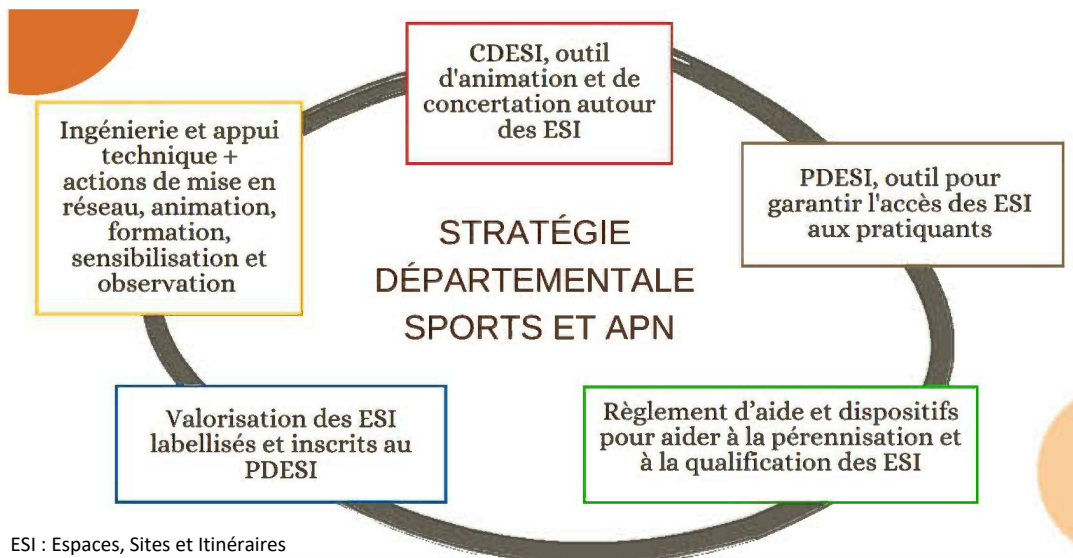 CDESI, outil
d'animation et de
concertation autour
des ESI
Ingénierie et appui
technique +
actions de mise en
réseau, animation,
formation,
sensibilisation et
observation
PDESI, outil pour
garantir l'accès des ESI
aux pratiquants
STRATÉGIE
DÉPARTEMENTALE
SPORTS ET APN
Valorisation des ESI
labellisés et inscrits au
PDESI
Règlement d’aide et dispositifs
pour aider à la pérennisation et
à la qualification des ESI
ESI : Espaces, Sites et Itinéraires